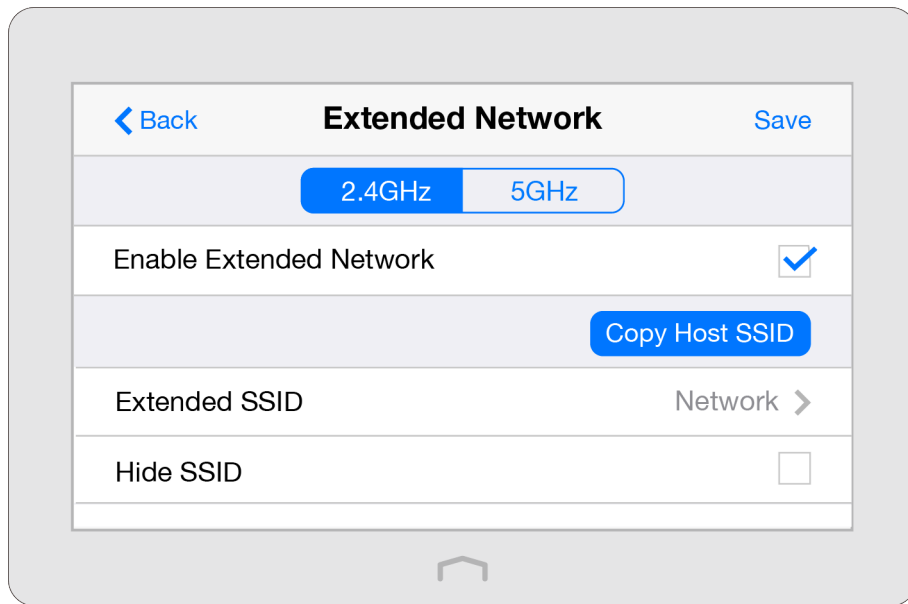 Back Extended Network Save
2.4GHz 5GHz
Enable Extended Network
Copy Host SSID
Extended SSID Network
Hide SSID